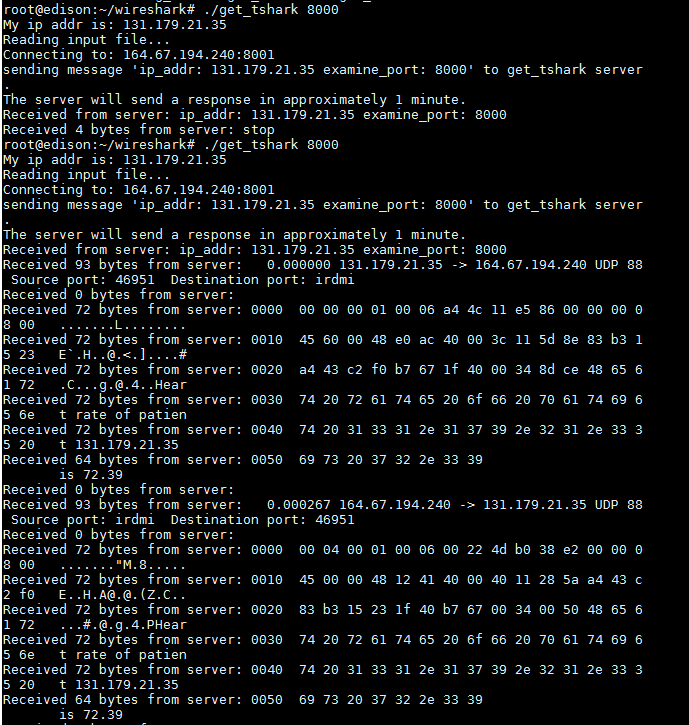 root@edison:~/wireshark# ./get_tshark 8000
My ip addr is: 131.179.21.35
Reading input file...
Connecting to: 164.67.194.240:8001
sending message 'ip_addr: 131.179.21.35 examine_port: 8000' to get_tshark server
.
The server will send a response in approximately 1 minute.
Received from server: ip_addr: 131.179.21.35 examine_port: 8000
Received 4 bytes from server: stop
root@edison:~/wireshark# ./get_tshark 8000
My ip addr is: 131.179.21.35
Reading input file...
Connecting to: 164.67.194.240:8001
sending message 'ip_addr: 131.179.21.35 examine_port: 8000' to get_tshark server
.
The server will send a response in approximately 1 minute.
Received from server: ip_addr: 131.179.21.35 examine_port: 8000
Received 93 bytes from server:   0.000000 131.179.21.35 -> 164.67.194.240 UDP 88
 Source port: 46951  Destination port: irdmi
Received 0 bytes from server:
Received 72 bytes from server: 0000  00 00 00 01 00 06 a4 4c 11 e5 86 00 00 00 0
8 00   .......L........
Received 72 bytes from server: 0010  45 60 00 48 e0 ac 40 00 3c 11 5d 8e 83 b3 1
5 23   E`.H..@.<.]....#
Received 72 bytes from server: 0020  a4 43 c2 f0 b7 67 1f 40 00 34 8d ce 48 65 6
1 72   .C...g.@.4..Hear
Received 72 bytes from server: 0030  74 20 72 61 74 65 20 6f 66 20 70 61 74 69 6
5 6e   t rate of patien
Received 72 bytes from server: 0040  74 20 31 33 31 2e 31 37 39 2e 32 31 2e 33 3
5 20   t 131.179.21.35
Received 64 bytes from server: 0050  69 73 20 37 32 2e 33 39
       is 72.39
Received 0 bytes from server:
Received 93 bytes from server:   0.000267 164.67.194.240 -> 131.179.21.35 UDP 88
 Source port: irdmi  Destination port: 46951
Received 0 bytes from server:
Received 72 bytes from server: 0000  00 04 00 01 00 06 00 22 4d b0 38 e2 00 00 0
8 00   ......."M.8.....
Received 72 bytes from server: 0010  45 00 00 48 12 41 40 00 40 11 28 5a a4 43 c
2 f0   E..H.A@.@.(Z.C..
Received 72 bytes from server: 0020  83 b3 15 23 1f 40 b7 67 00 34 00 50 48 65 6
1 72   ...#.@.g.4.PHear
Received 72 bytes from server: 0030  74 20 72 61 74 65 20 6f 66 20 70 61 74 69 6
5 6e   t rate of patien
Received 72 bytes from server: 0040  74 20 31 33 31 2e 31 37 39 2e 32 31 2e 33 3
5 20   t 131.179.21.35
Received 64 bytes from server: 0050  69 73 20 37 32 2e 33 39
       is 72.39